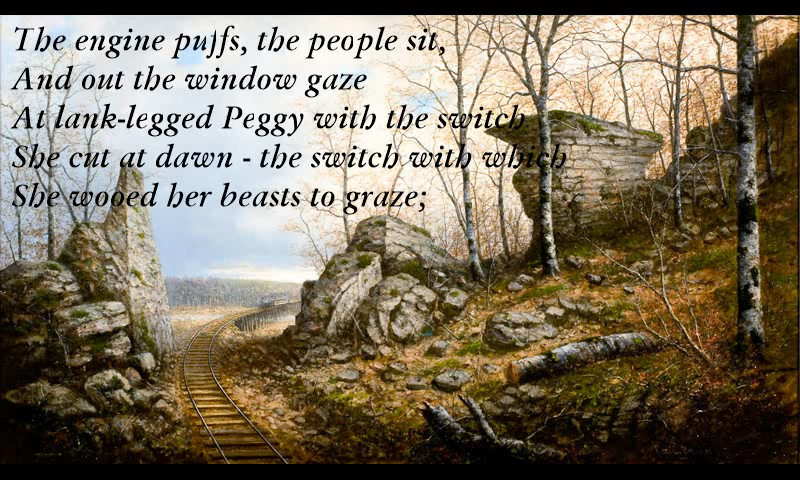 The engine puffs, the people sit,
And out the window gaze
At lank-legged Peggy with the switch
She cut at dawn - the switch with which
She wooed her beasts to graze;